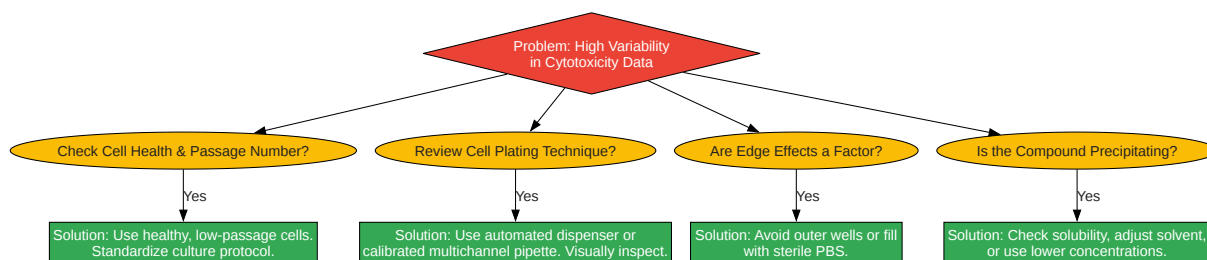 Problem: High Variability
in Cytotoxicity Data
Check Cell Health & Passage Number?
Review Cell Plating Technique?
Are Edge Effects a Factor?
Is the Compound Precipitating?
Yes
Yes
Yes
Yes
Solution: Use healthy, low-passage cells.
Standardize culture protocol.
Solution: Use automated dispenser or
calibrated multichannel pipette. Visually inspect.
Solution: Avoid outer wells or fill
with sterile PBS.
Solution: Check solubility, adjust solvent,
or use lower concentrations.